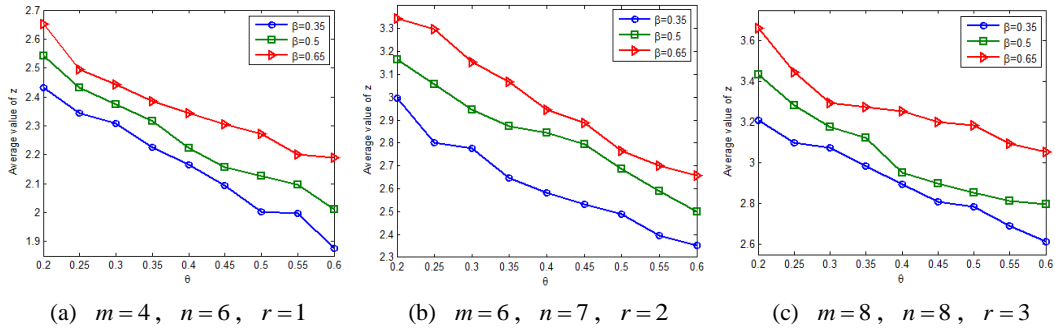 2.7
2.6
2.5
2.4
2.3
2.2
2.1
2
1.9
Average value of z
0.2 0.25 0.3 0.35 0.4 0.45 0.5 0.55 0.6
θ
β=0.35
β=0.5
β=0.65
(a) m=4 , n=6 , r=1
3.3
3.2
3.1
3
2.9
2.8
2.7
2.6
2.5
2.4
2.3
Average value of z
0.2 0.25 0.3 0.35 0.4 0.45 0.5 0.55 0.6
θ
β=0.35
β=0.5
β=0.65
(b) m=6 , n=7 , r=2
3.6
3.4
3.2
3
2.8
2.6
Average value of z
0.2 0.25 0.3 0.35 0.4 0.45 0.5 0.55 0.6
θ
β=0.35
β=0.5
β=0.65
(c) m=8 , n=8 , r=3